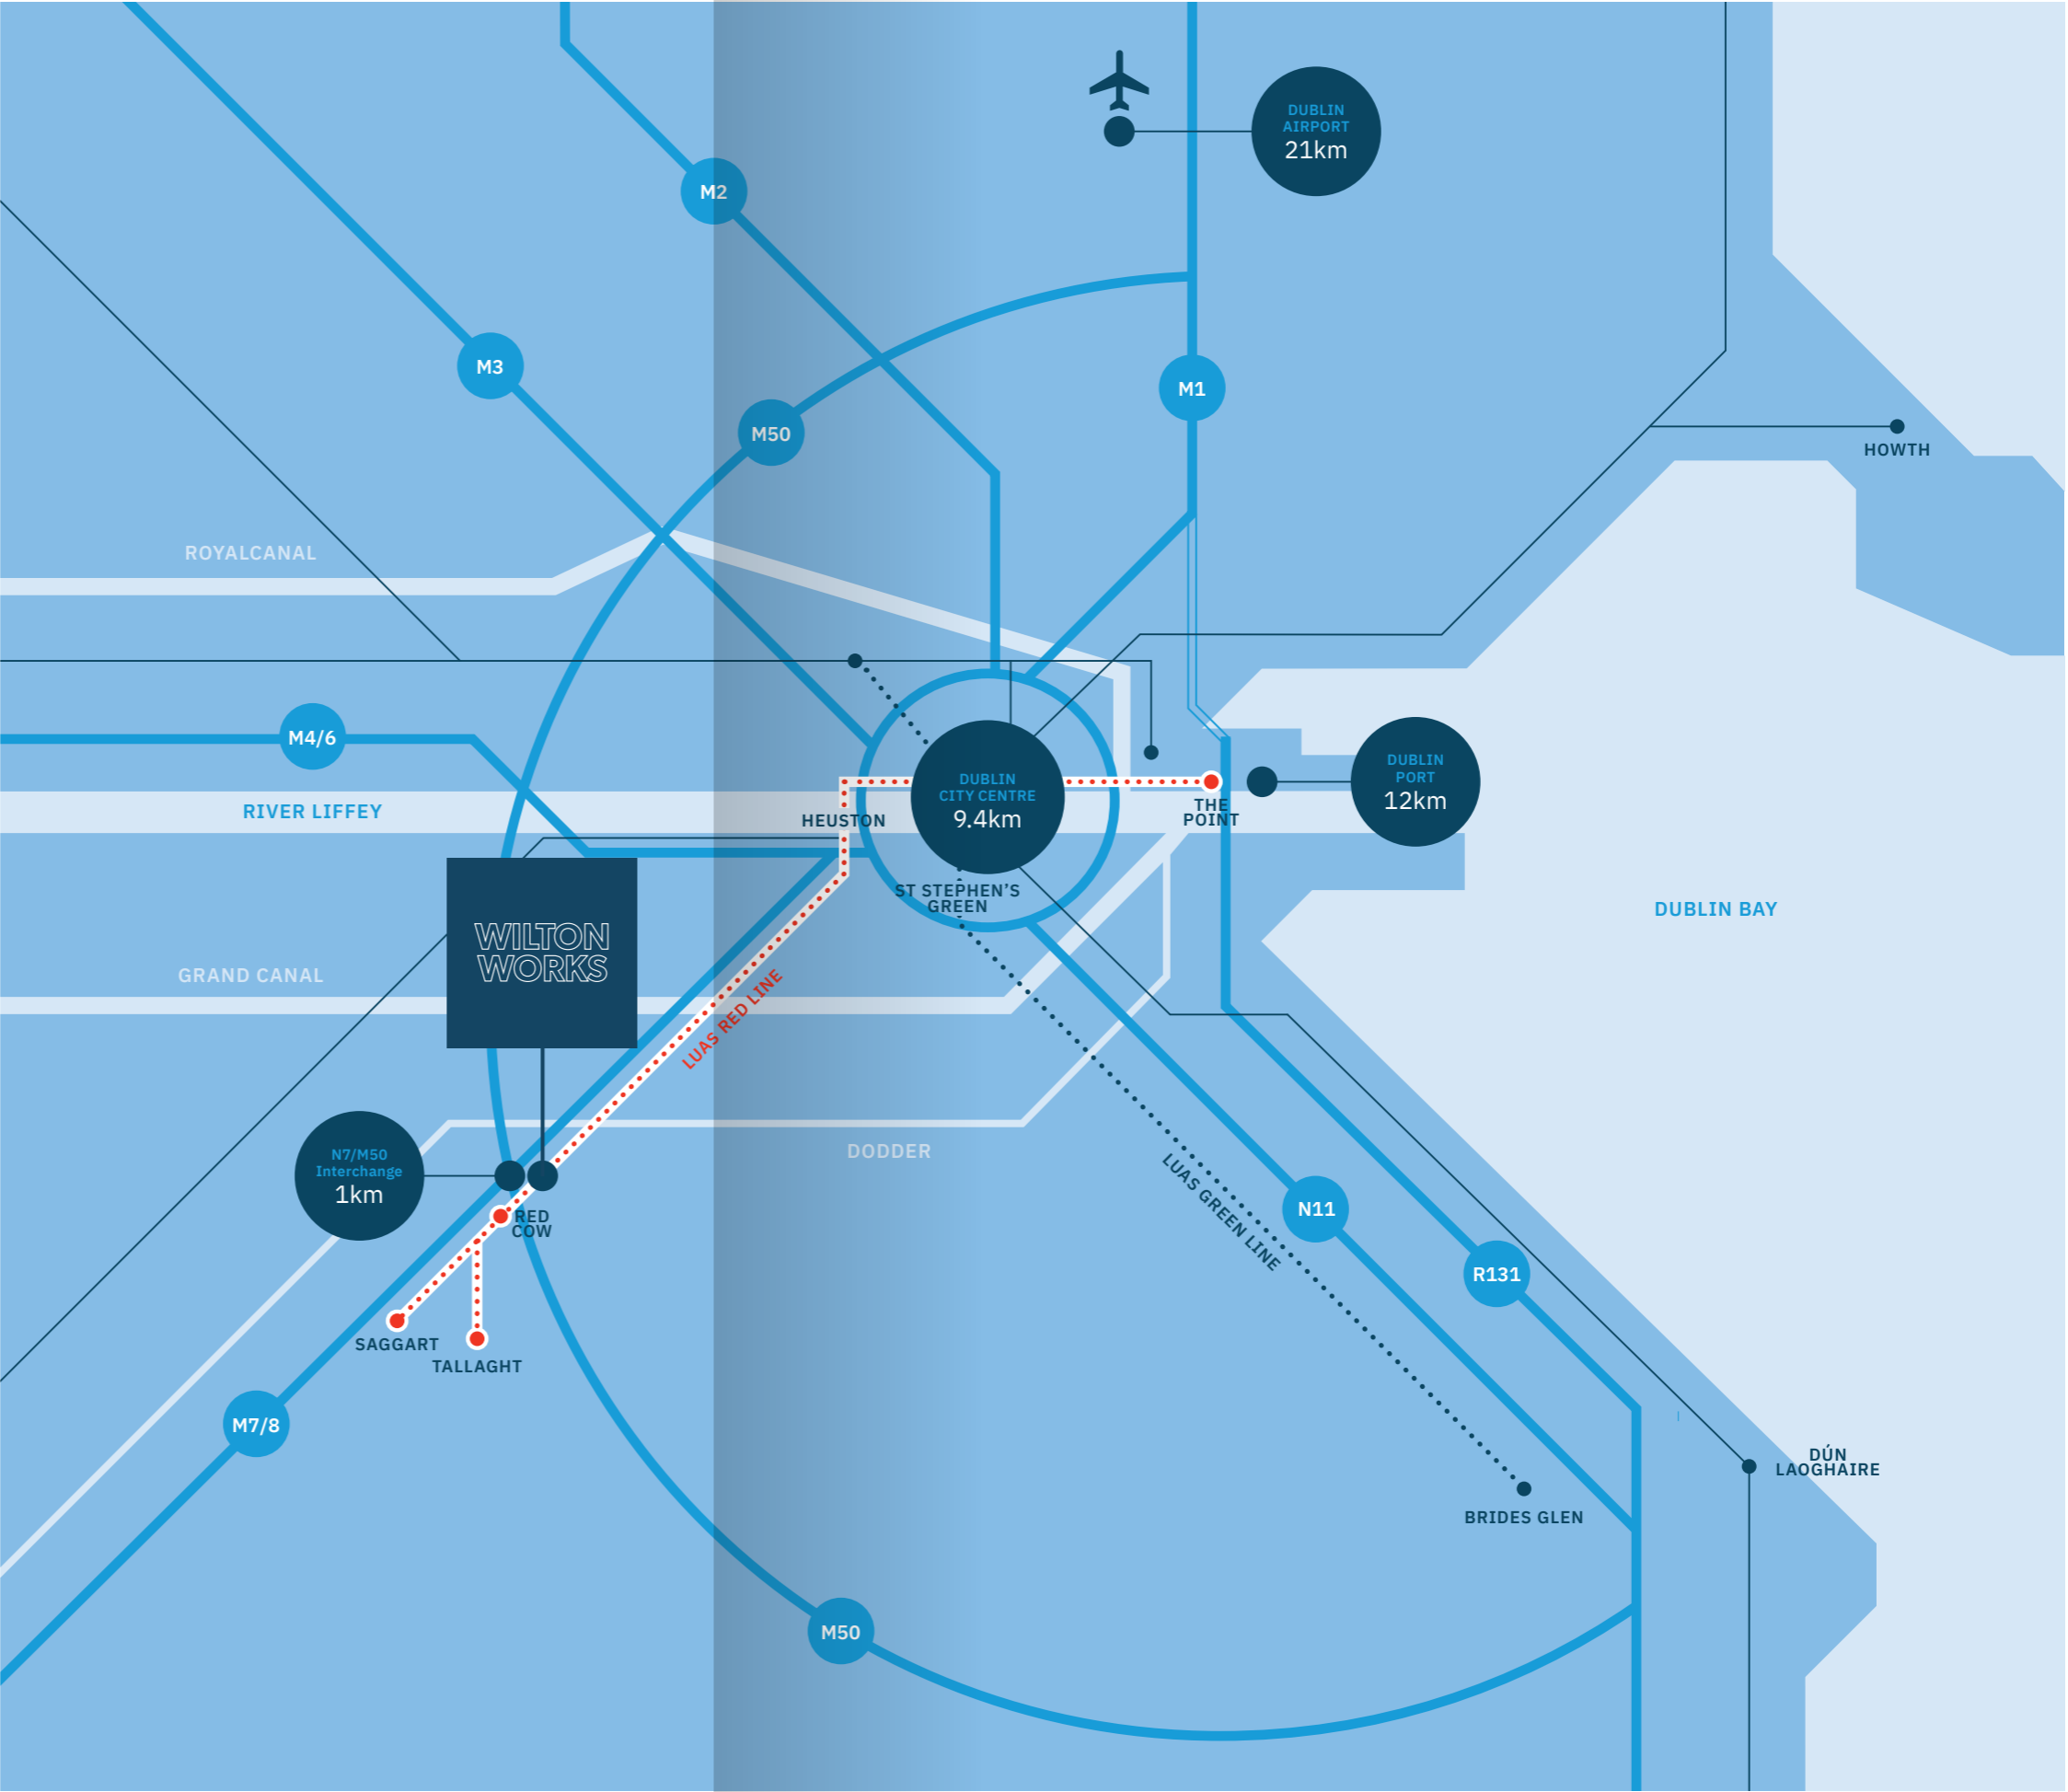 DUBLIN
AIRPORT
21km
M2
M3
M1
M50
HOWTH
ROYALCANAL
M4/6
RIVER LIFFEY
HEUSTON
DUBLIN
CITY CENTRE
9.4km
THE
POINT
DUBLIN
PORT
12km
ST STEPHEN'S
GREEN
DUBLIN BAY
WILTON
WORKS
GRAND CANAL
LUAS RED LINE
DODDER
N7/M50
Interchange
1km
RED
COW
LUAS GREEN LINE
N11
R131
SAGGART
TALLAGHT
M7/8
DÚN
LAOGHAIRE
BRIDES GLEN
M50